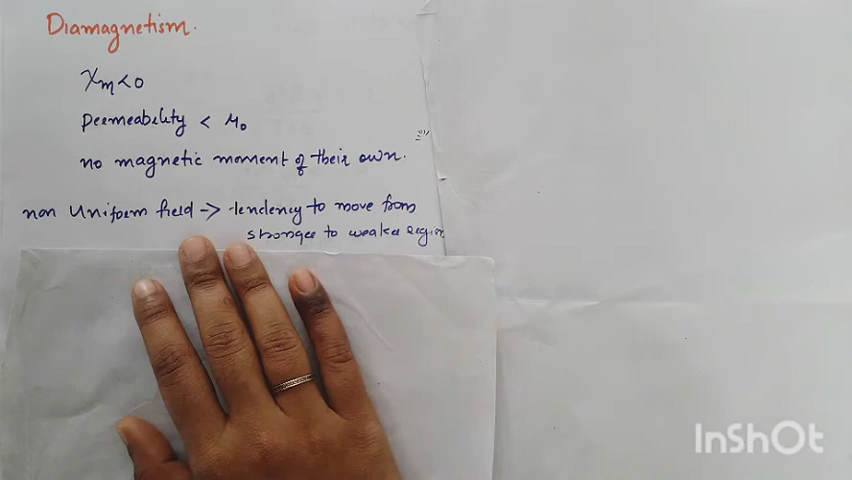 Diamagnetism.
χm < 0
permeability < μ0
no magnetic moment of their own.
non Uniform field -> tendency to move from
stronger to weaker region
InShOt